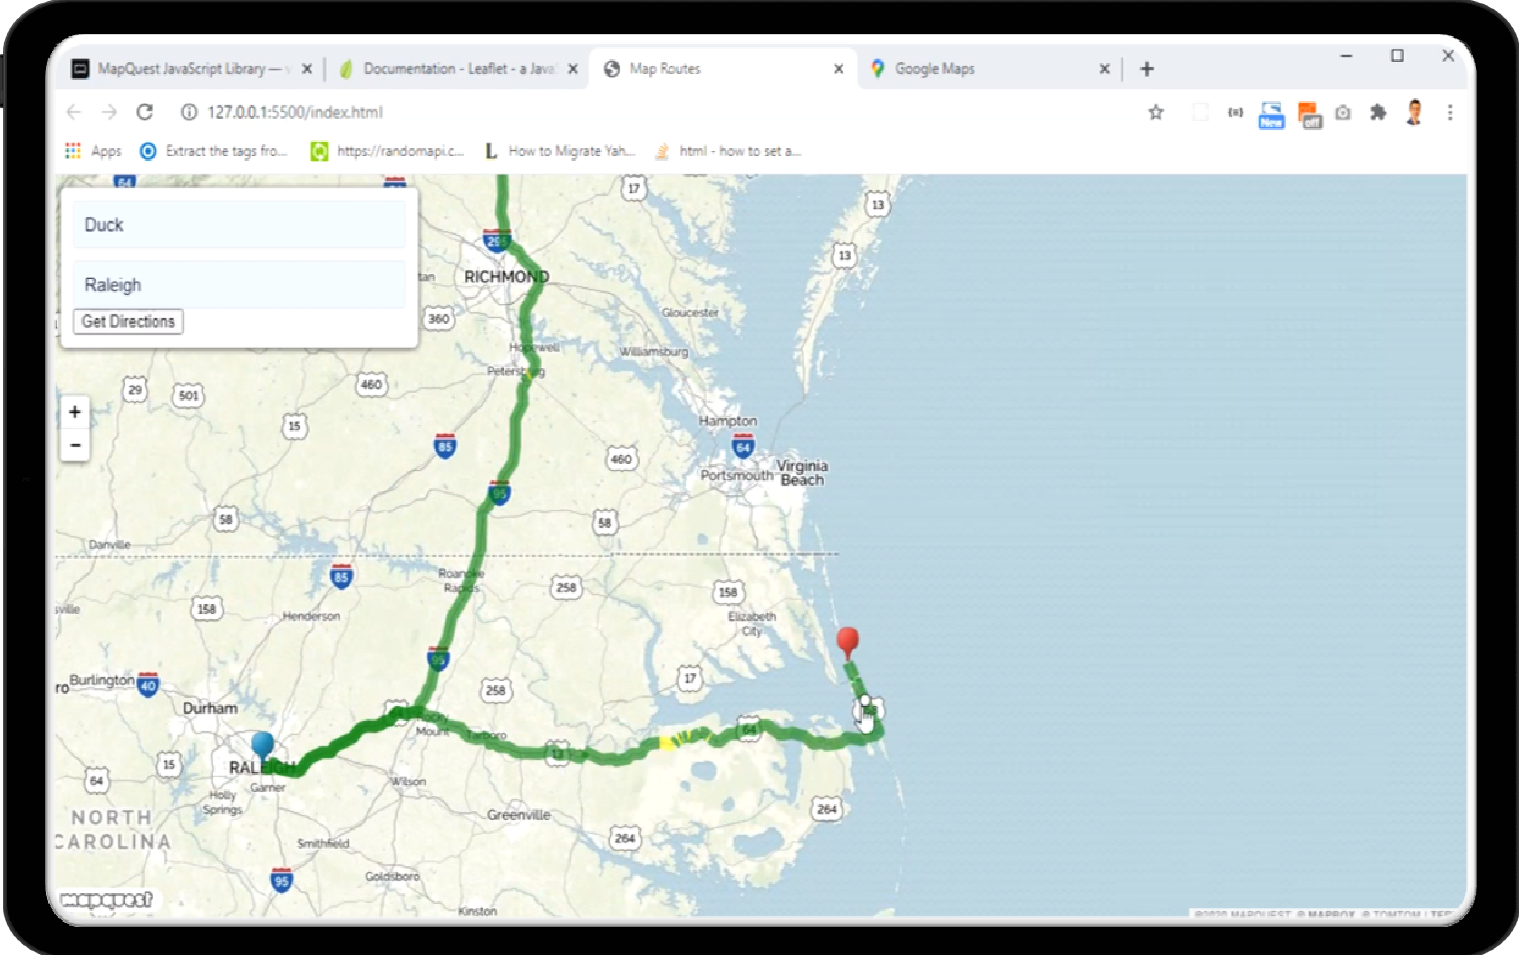 MapQuest JavaScript Library —
Documentation - Leaflet - a Java
Map Routes
Google Maps
127.0.0.1:5500/index.html
New
off
Apps
Extract the tags fro...
https://randomapi.c...
How to Migrate Yah...
html - how to set a...
Duck
Raleigh
Get Directions
+
−
64
17
13
295
13
RICHMOND
tan
360
Gloucester
Hopewell
Williamsburg
Petersburg
29
501
460
15
Hampton
85
64
460
Portsmouth
Virginia
Beach
95
58
58
Danville
85
Roanoke
Rapids
258
158
158
sville
Henderson
Elizabeth
City
95
ro
Burlington
40
258
17
Durham
Rocky
Mount
Tarboro
64
13
15
RALEIGH
64
Garner
Wilson
Holly
Springs
264
NORTH
CAROLINA
Greenville
264
Smithfield
95
Goldsboro
Kinston
mapquest
©2020 MAPQUEST, © MAPBOX, © TOMTOM |